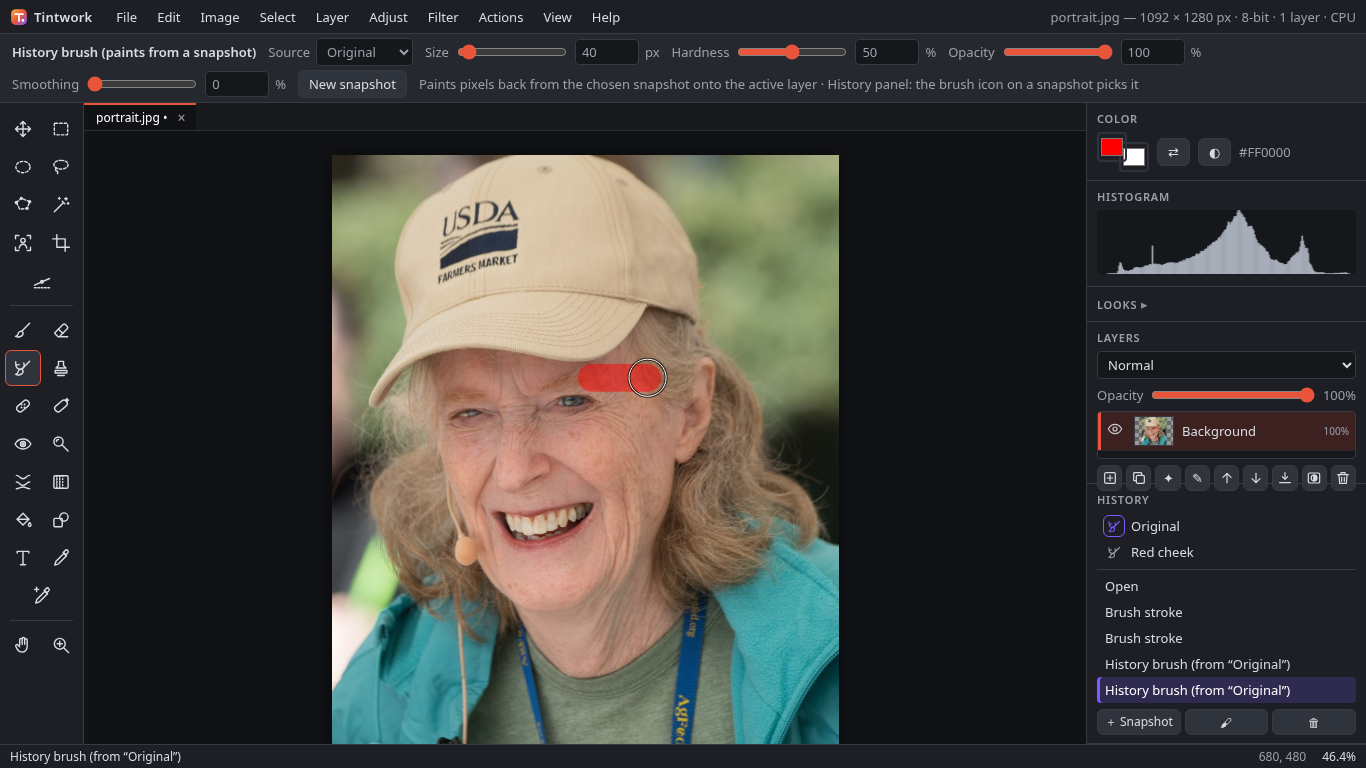 Tintwork File Edit Image Select Layer Adjust Filter Actions View Help portrait.jpg — 1092 × 1280 px · 8-bit · 1 layer · CPU
History brush (paints from a snapshot) Source Original Size 40 px Hardness 50 % Opacity 100 %
Smoothing 0 % New snapshot Paints pixels back from the chosen snapshot onto the active layer · History panel: the brush icon on a snapshot picks it
portrait.jpg • ×
USDA
FARMERS MARKET
COLOR
#FF0000
HISTOGRAM
LOOKS ▸
LAYERS
Normal
Opacity 100%
Background 100%
HISTORY
Original
Red cheek
Open
Brush stroke
Brush stroke
History brush (from “Original”)
History brush (from “Original”)
+ Snapshot
History brush (from “Original”) 680, 480 46.4%